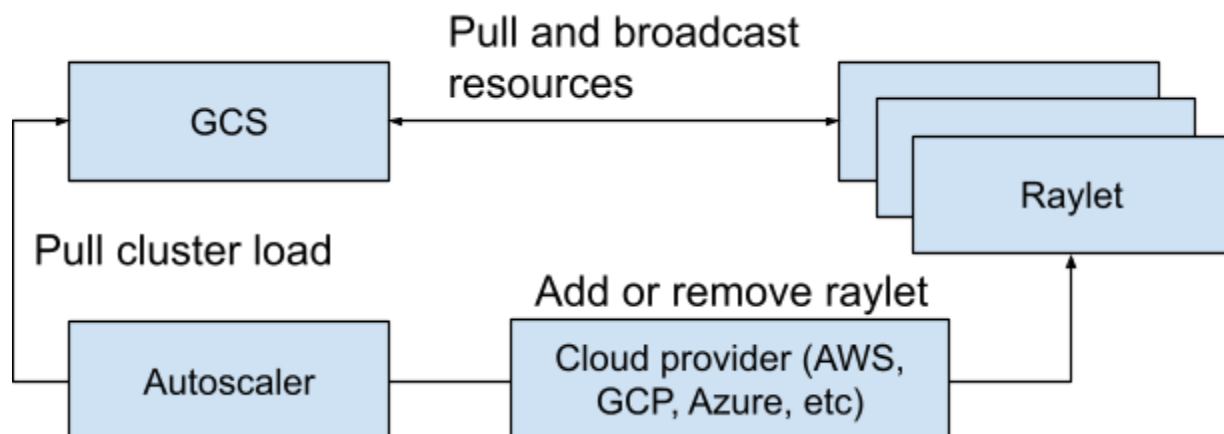 Pull and broadcast
resources
GCS
Raylet
Pull cluster load
Add or remove raylet
Autoscaler
Cloud provider (AWS,
GCP, Azure, etc)